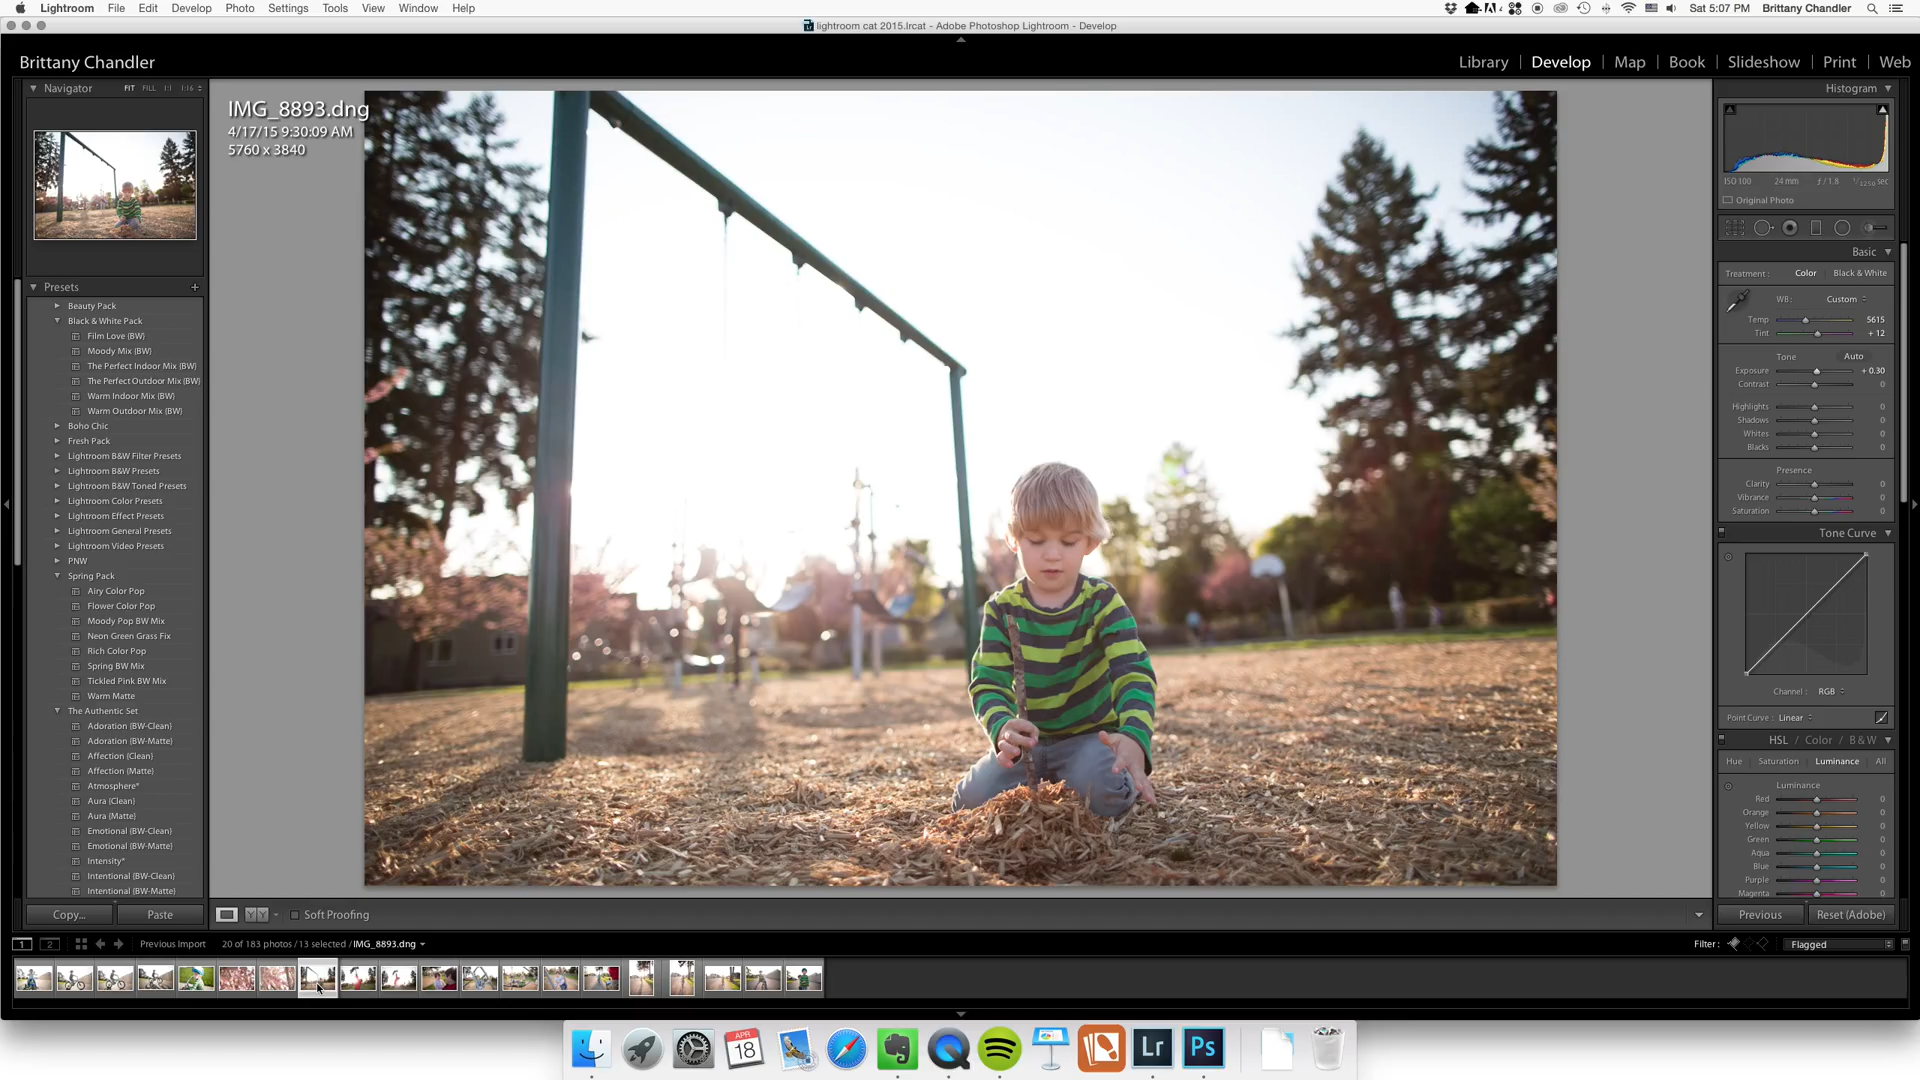 Lightroom File Edit Develop Photo Settings Tools View Window Help
4 Sat 5:07 PM Brittany Chandler
lightroom cat 2015.lrcat - Adobe Photoshop Lightroom - Develop
Brittany Chandler
Library | Develop | Map | Book | Slideshow | Print | Web
Navigator FIT FILL 1:1 1:16
Presets +
Beauty Pack
Black & White Pack
Film Love (BW)
Moody Mix (BW)
The Perfect Indoor Mix (BW)
The Perfect Outdoor Mix (BW)
Warm Indoor Mix (BW)
Warm Outdoor Mix (BW)
Boho Chic
Fresh Pack
Lightroom B&W Filter Presets
Lightroom B&W Presets
Lightroom B&W Toned Presets
Lightroom Color Presets
Lightroom Effect Presets
Lightroom General Presets
Lightroom Video Presets
PNW
Spring Pack
Airy Color Pop
Flower Color Pop
Moody Pop BW Mix
Neon Green Grass Fix
Rich Color Pop
Spring BW Mix
Tickled Pink BW Mix
Warm Matte
The Authentic Set
Adoration (BW-Clean)
Adoration (BW-Matte)
Affection (Clean)
Affection (Matte)
Atmosphere*
Aura (Clean)
Aura (Matte)
Emotional (BW-Clean)
Emotional (BW-Matte)
Intensity*
Intentional (BW-Clean)
Intentional (BW-Matte)
Copy... Paste
IMG_8893.dng
4/17/15 9:30:09 AM
5760 x 3840
Histogram
ISO 100 24 mm ƒ / 1.8 1/1250 sec
Original Photo
Basic
Treatment : Color Black & White
WB : Custom
Temp 5615
Tint + 12
Tone Auto
Exposure + 0.30
Contrast 0
Highlights 0
Shadows 0
Whites 0
Blacks 0
Presence
Clarity 0
Vibrance 0
Saturation 0
Tone Curve
Channel : RGB
Point Curve : Linear
HSL / Color / B & W
Hue Saturation Luminance All
Luminance
Red 0
Orange 0
Yellow 0
Green 0
Aqua 0
Blue 0
Purple 0
Magenta 0
Previous Reset (Adobe)
Y Y Soft Proofing
1 2 Previous Import 20 of 183 photos / 13 selected / IMG_8893.dng
Filter : Flagged
APR
18
Lr
Ps